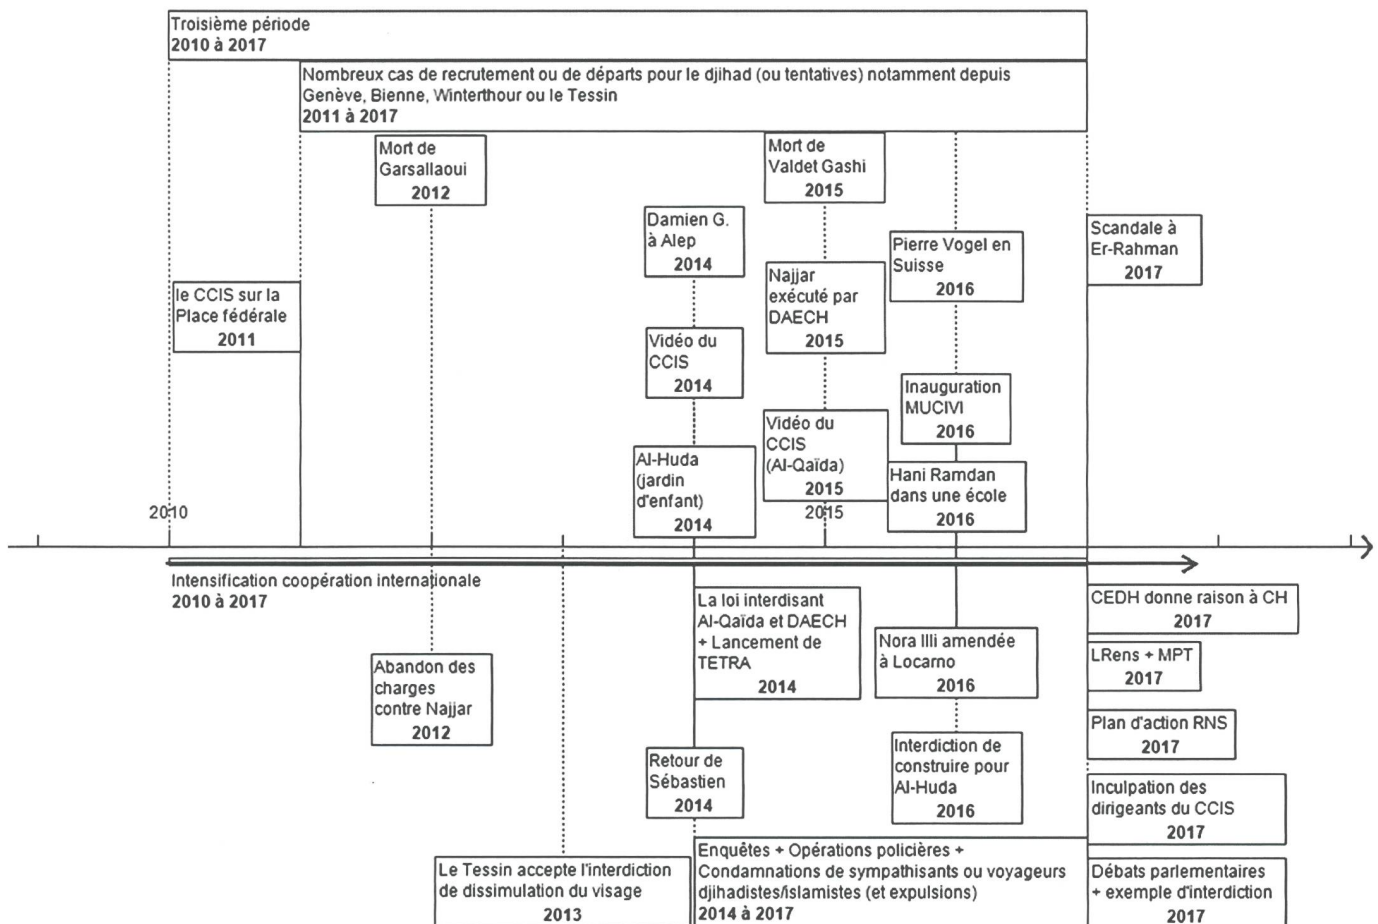 Troisième période
2010 à 2017
Nombreux cas de recrutement ou de départs pour le djihad (ou tentatives) notamment depuis
Genève, Bienne, Winterthour ou le Tessin
2011 à 2017
Mort de
Garsallaoui
2012
Mort de
Valdet Gashi
2015
Damien G.
à Alep
2014
Pierre Vogel en
Suisse
2016
Scandale à
Er-Rahman
2017
Najjar
exécuté par
DAECH
2015
le CCIS sur la
Place fédérale
2011
Vidéo du
CCIS
2014
Inauguration
MUCIVI
2016
Vidéo du
CCIS
(Al-Qaïda)
2015
Al-Huda
(jardin
d'enfant)
2014
Hani Ramdan
dans une école
2016
2010
2015
Intensification coopération internationale
2010 à 2017
La loi interdisant
Al-Qaïda et DAECH
+ Lancement de
TETRA
2014
CEDH donne raison à CH
2017
Nora Illi amendée
à Locarno
2016
LRens + MPT
2017
Abandon des
charges
contre Najjar
2012
Plan d'action RNS
2017
Interdiction de
construire pour
Al-Huda
2016
Retour de
Sébastien
2014
Inculpation des
dirigeants du CCIS
2017
Enquêtes + Opérations policières +
Condamnations de sympathisants ou voyageurs
djihadistes/islamistes (et expulsions)
2014 à 2017
Le Tessin accepte l'interdiction
de dissimulation du visage
2013
Débats parlementaires
+ exemple d'interdiction
2017